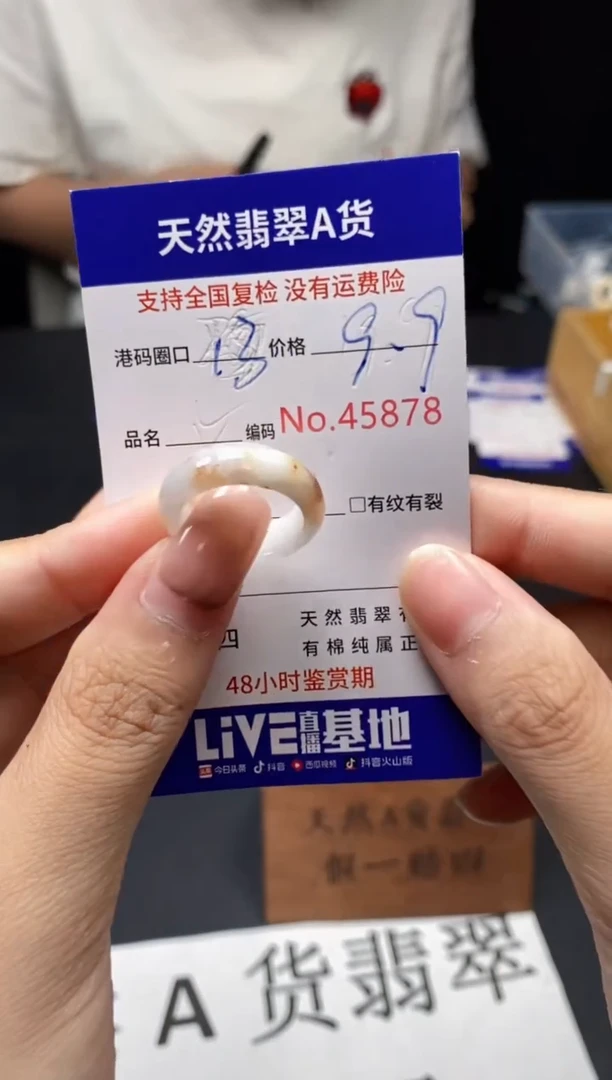 天然翡翠A货
支持全国复检 没有运费险
港码圈口 13 价格 9.9
品名 编码 No.45878
□有纹有裂
四 天然翡翠
有棉纯属正
48小时鉴赏期
LiVE直播基地
今日头条 抖音 西瓜视频 抖音火山版
天然A货
假一赔四
A货翡翠